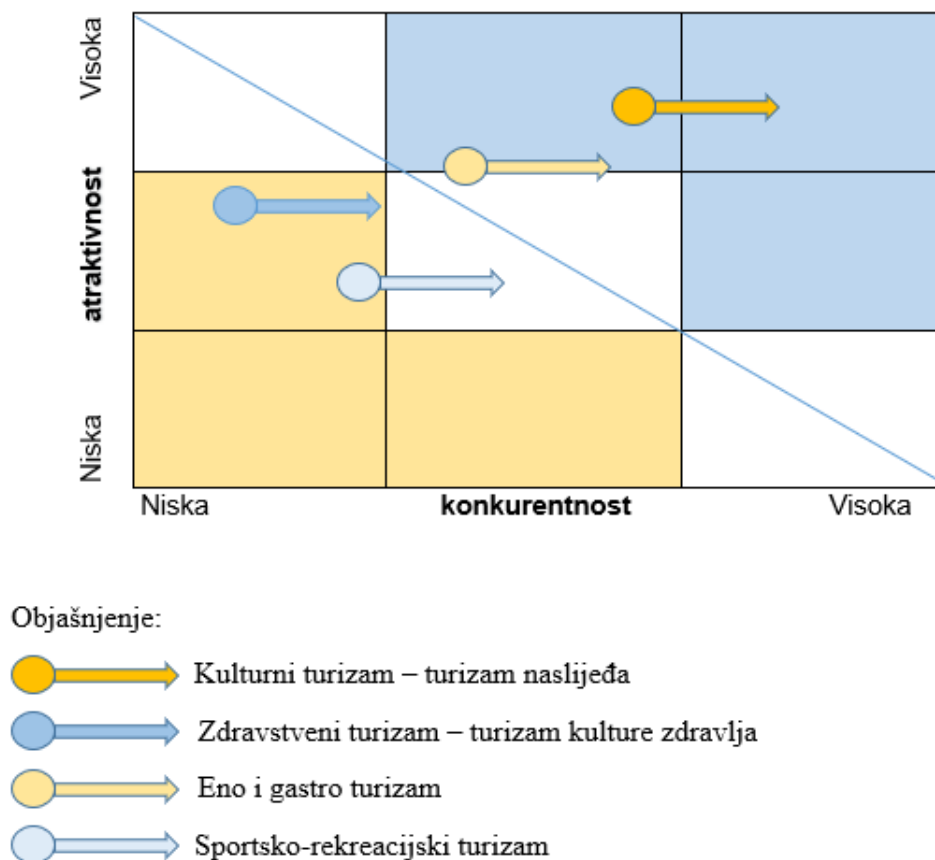 Visoka
atraktivnost
Niska
Niska konkurentnost Visoka
Objašnjenje:
Kulturni turizam – turizam naslijeđa
Zdravstveni turizam – turizam kulture zdravlja
Eno i gastro turizam
Sportsko-rekreacijski turizam